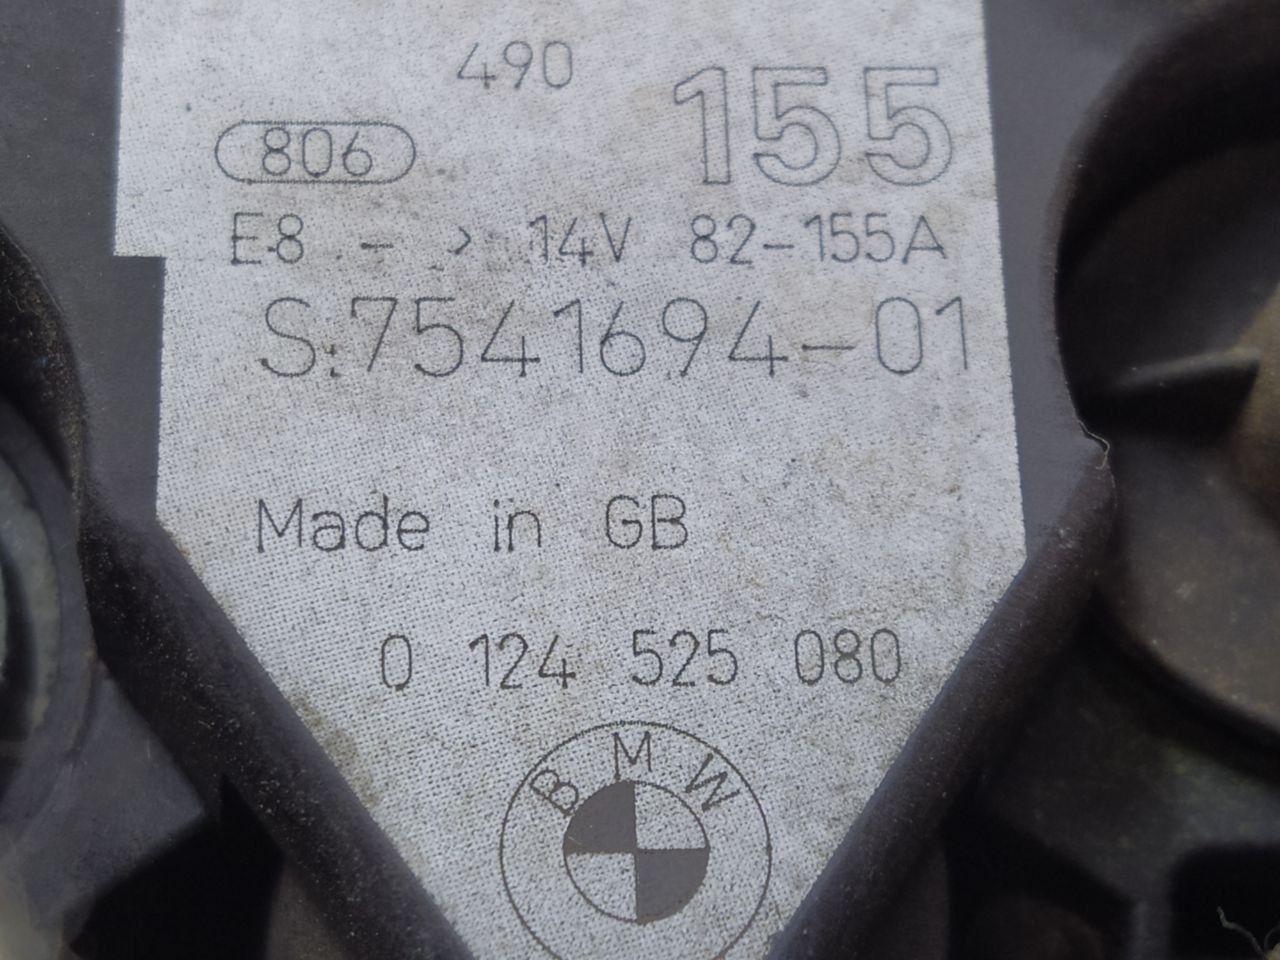 490
155
806
E8 -> 14V 82-155A
S:7541694-01
Made in GB
0 124 525 080
BMW